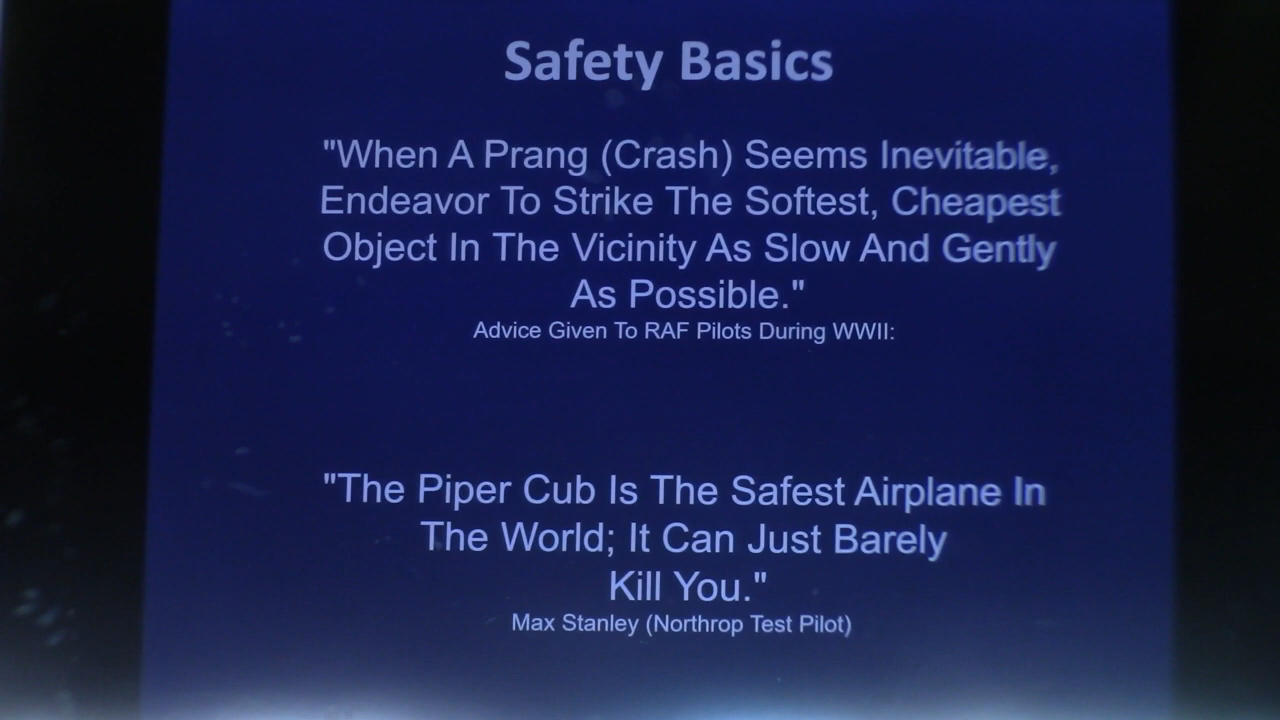 Safety Basics
"When A Prang (Crash) Seems Inevitable,
Endeavor To Strike The Softest, Cheapest
Object In The Vicinity As Slow And Gently
As Possible."
Advice Given To RAF Pilots During WWII:
"The Piper Cub Is The Safest Airplane In
The World; It Can Just Barely
Kill You."
Max Stanley (Northrop Test Pilot)